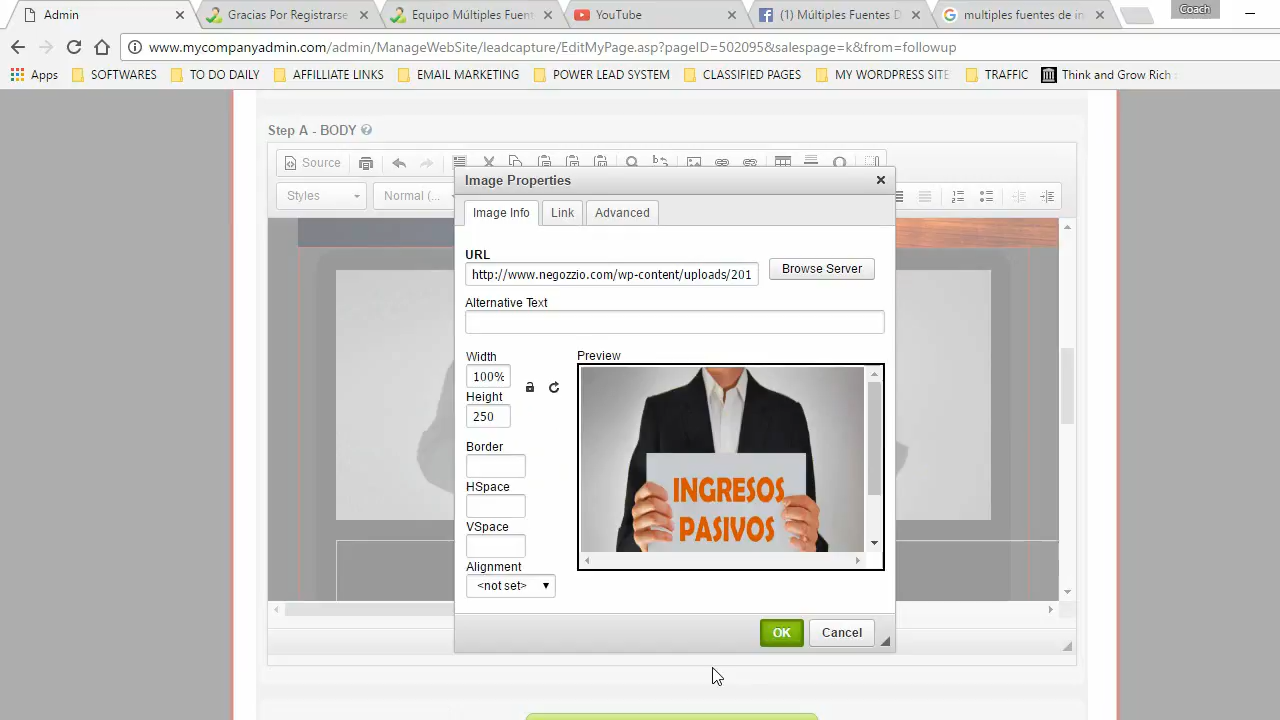 Admin
Gracias Por Registrarse
Equipo Múltiples Fuen
YouTube
(1) Múltiples Fuentes D
multiples fuentes de in
Coach
www.mycompanyadmin.com/admin/ManageWebSite/leadcapture/EditMyPage.asp?pageID=502095&salespage=k&from=followup
Apps
SOFTWARES
TO DO DAILY
AFFILLIATE LINKS
EMAIL MARKETING
POWER LEAD SYSTEM
CLASSIFIED PAGES
MY WORDPRESS SITE
TRAFFIC
Think and Grow Rich
Step A - BODY
Source
Styles
Normal (...
Image Properties
Image Info
Link
Advanced
URL
http://www.negozzio.com/wp-content/uploads/201
Browse Server
Alternative Text
Width
100%
Height
250
Border
HSpace
VSpace
Alignment
<not set>
Preview
INGRESOS
PASIVOS
OK
Cancel